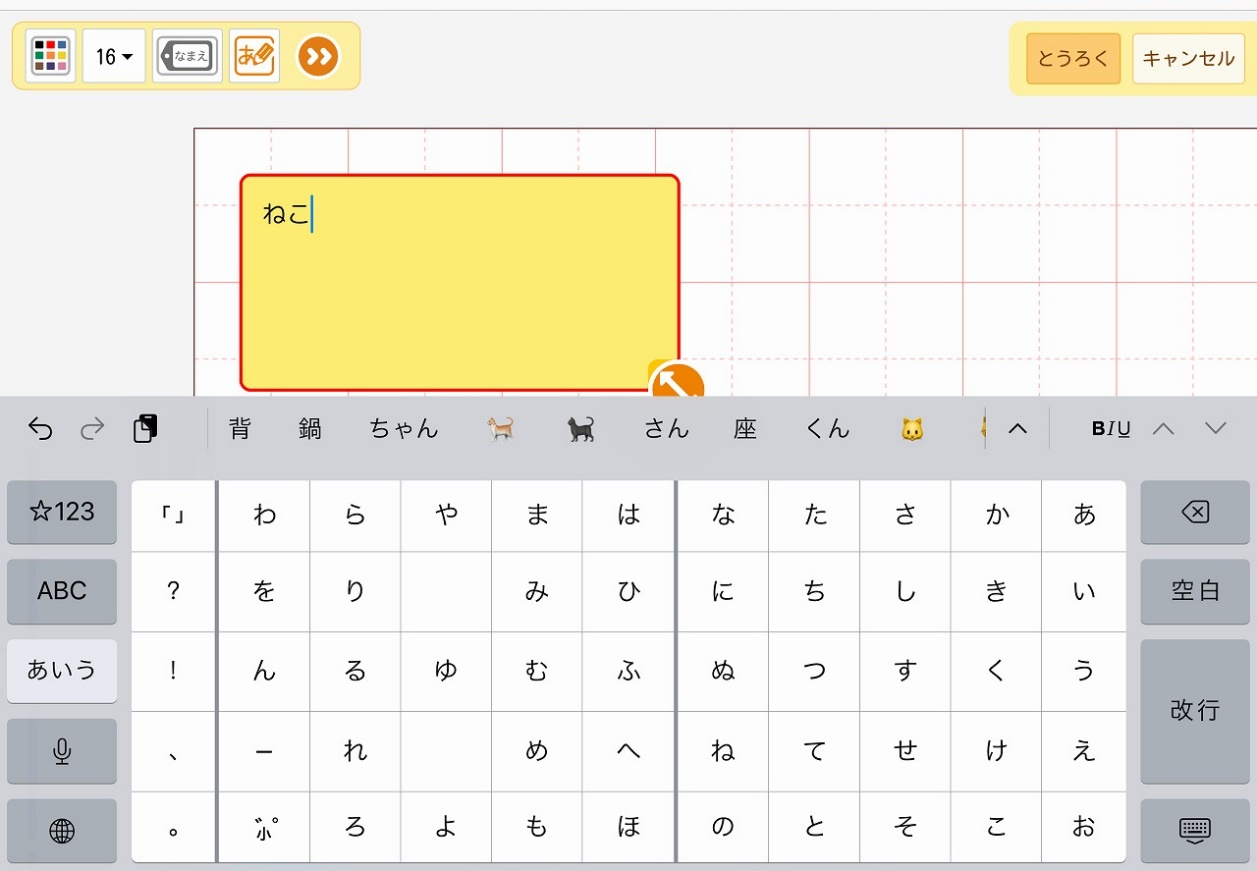 16 なまえ あ とうろく キャンセル
ねこ
背 鍋 ちゃん さん 座 くん BIU
☆123 「」 わ ら や ま は な た さ か あ
ABC ? を り み ひ に ち し き い 空白
あいう ! ん る ゆ む ふ ぬ つ す く う
改行
、 ー れ め へ ね て せ け え
。 ゛゜小 ろ よ も ほ の と そ こ お